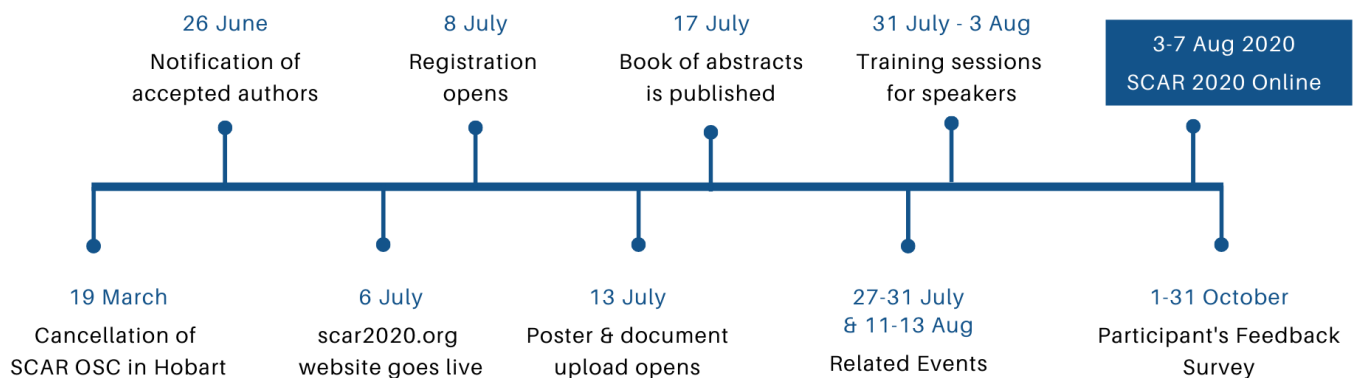 26 June
Notification of
accepted authors
8 July
Registration
opens
17 July
Book of abstracts
is published
31 July - 3 Aug
Training sessions
for speakers
3-7 Aug 2020
SCAR 2020 Online
19 March
Cancellation of
SCAR OSC in Hobart
6 July
scar2020.org
website goes live
13 July
Poster & document
upload opens
27-31 July
& 11-13 Aug
Related Events
1-31 October
Participant's Feedback
Survey